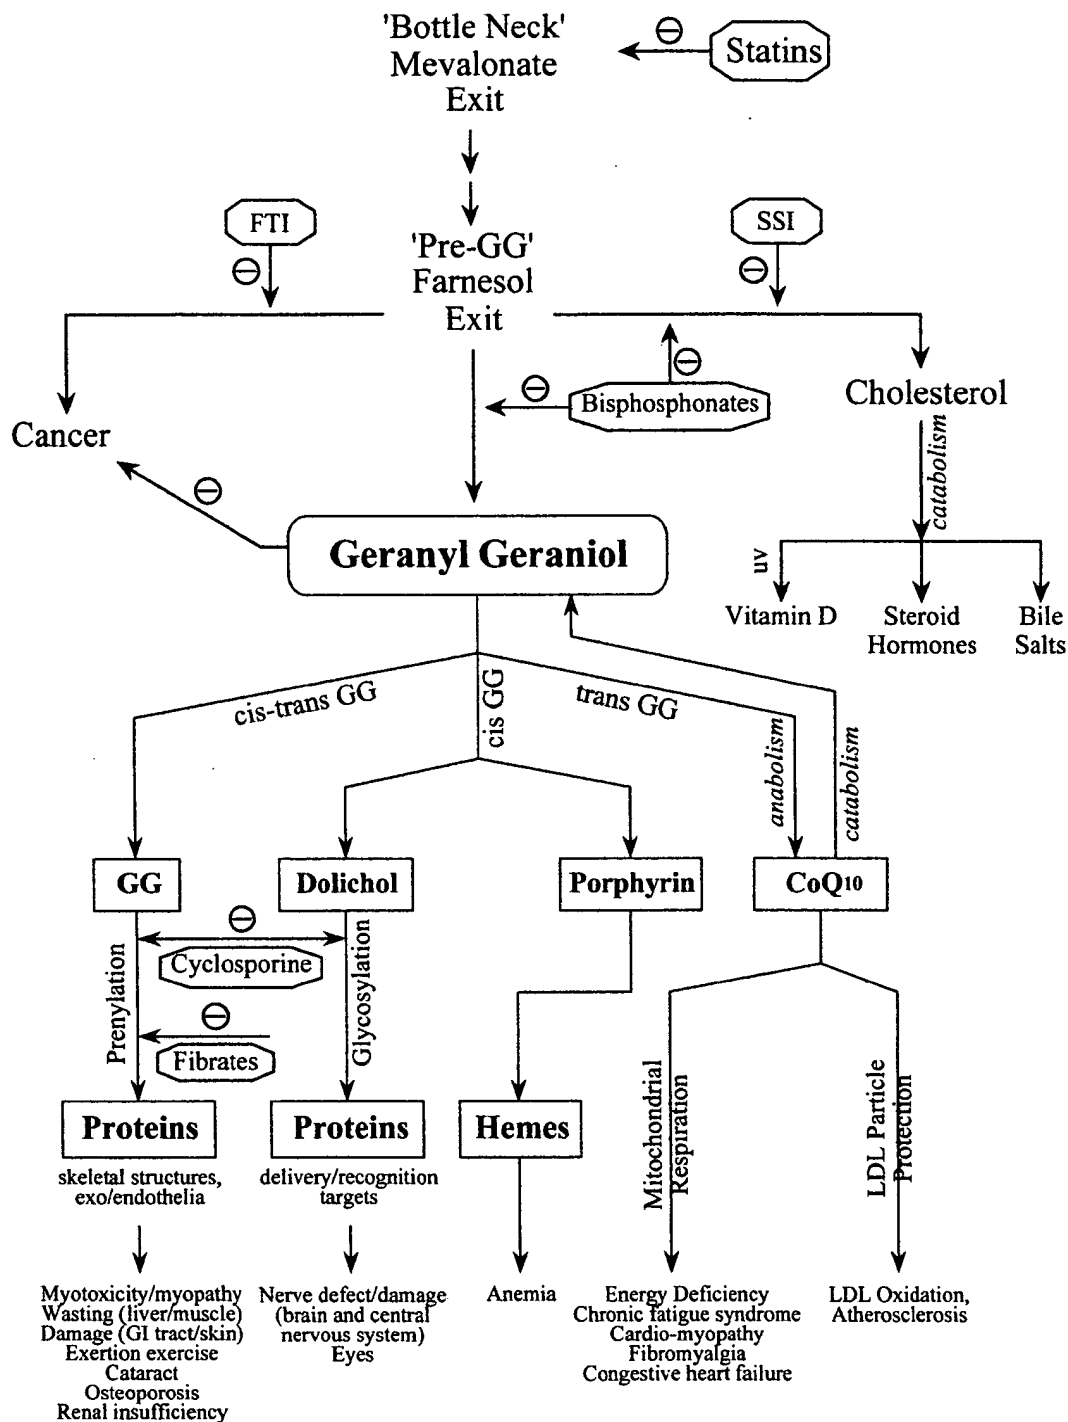 'Bottle Neck'
Mevalonate
Exit
Statins
FTI
SSI
'Pre-GG'
Farnesol
Exit
Bisphosphonates
Cholesterol
Cancer
catabolism
Geranyl Geraniol
uv
Vitamin D
Steroid
Hormones
Bile
Salts
cis-trans GG
cis GG
trans GG
anabolism
catabolism
GG
Dolichol
Porphyrin
CoQ10
Prenylation
Cyclosporine
Glycosylation
Fibrates
Proteins
skeletal structures,
exo/endothelia
Proteins
delivery/recognition
targets
Hemes
Mitochondrial
Respiration
LDL Particle
Protection
Myotoxicity/myopathy
Wasting (liver/muscle)
Damage (GI tract/skin)
Exertion exercise
Cataract
Osteoporosis
Renal insufficiency
Nerve defect/damage
(brain and central
nervous system)
Eyes
Anemia
Energy Deficiency
Chronic fatigue syndrome
Cardio-myopathy
Fibromyalgia
Congestive heart failure
LDL Oxidation,
Atherosclerosis